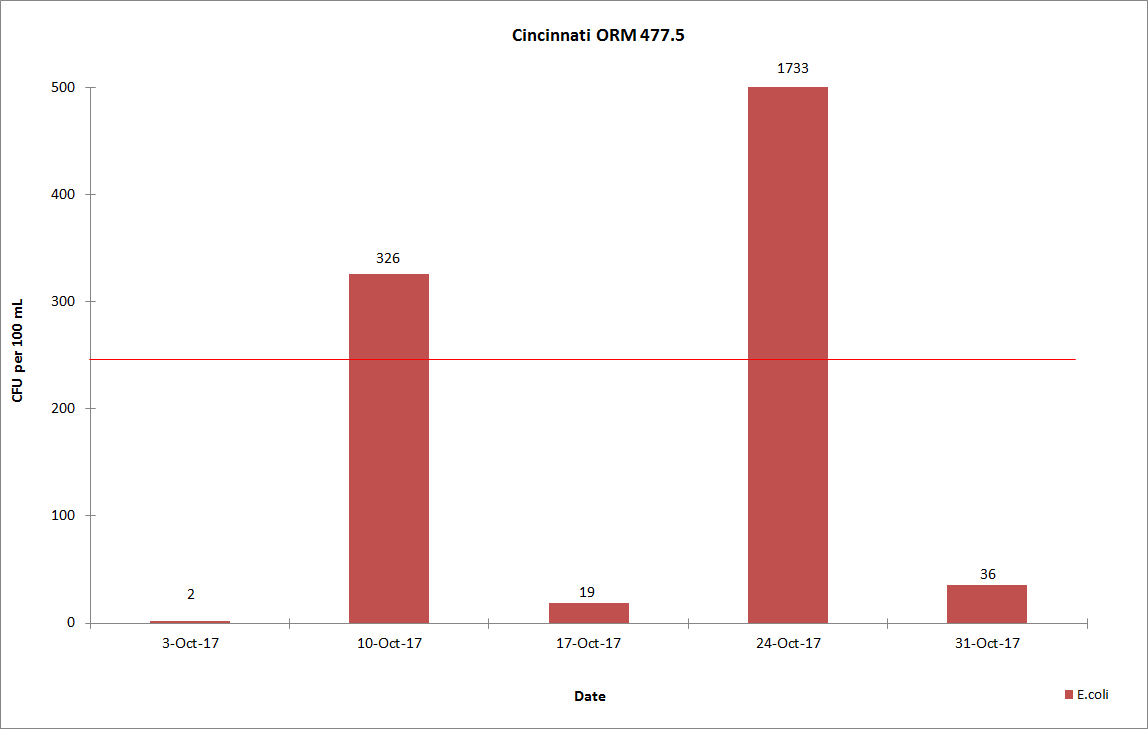 Cincinnati ORM 477.5
1733
500
400
326
300
CFU per 100 mL
200
100
2
19
36
0
3-Oct-17
10-Oct-17
17-Oct-17
24-Oct-17
31-Oct-17
Date
E.coli